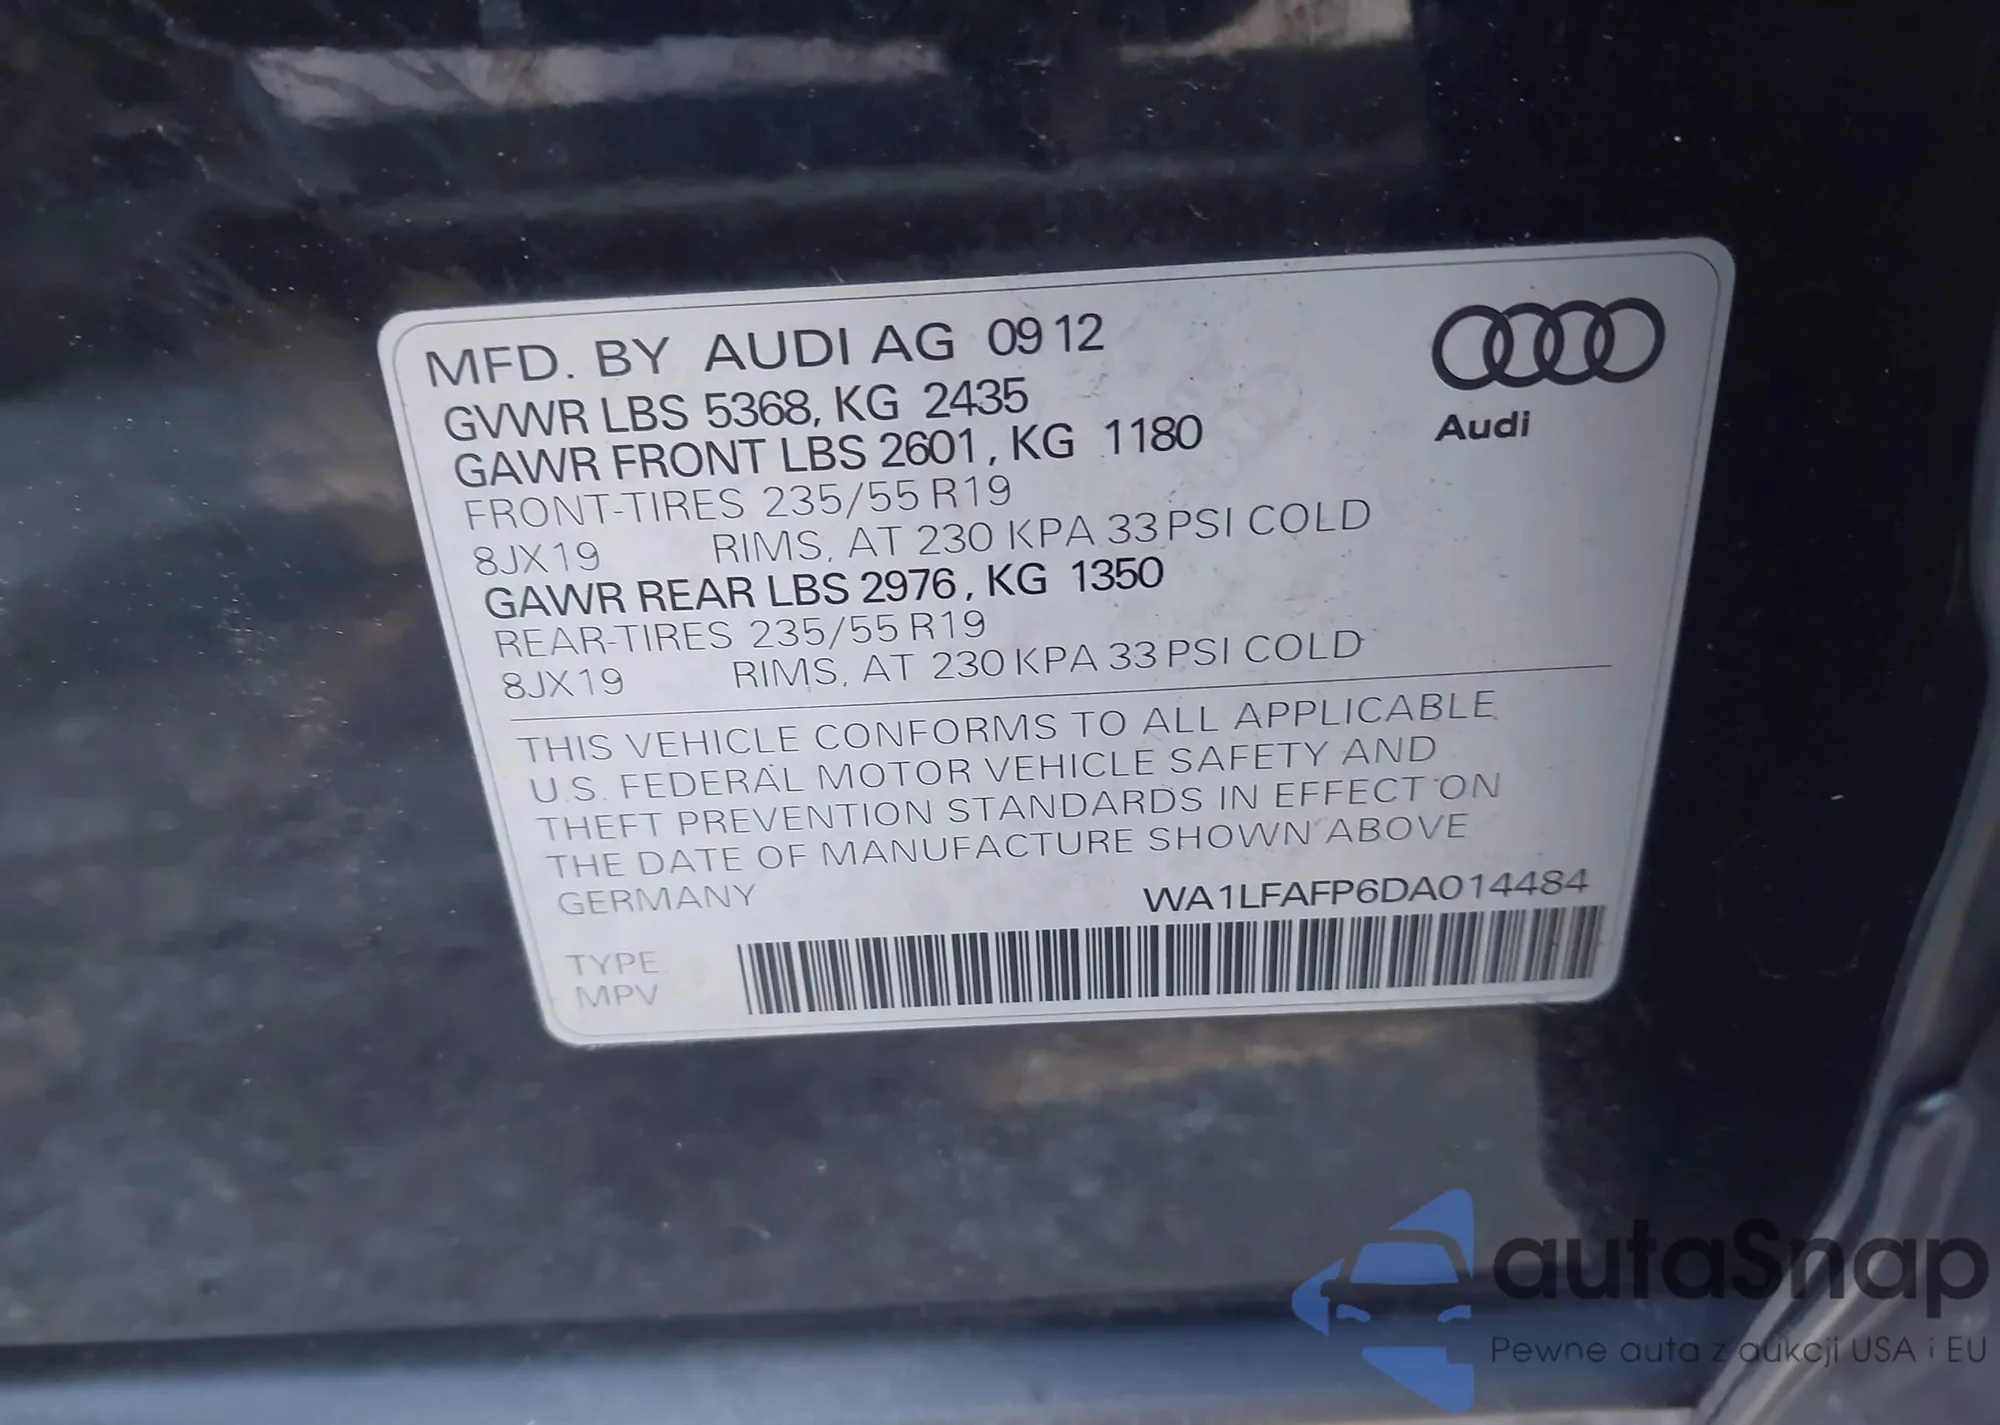 MFD. BY AUDI AG 09 12
GVWR LBS 5368, KG 2435
GAWR FRONT LBS 2601, KG 1180
FRONT-TIRES 235/55 R19
8JX19 RIMS, AT 230 KPA 33 PSI COLD
GAWR REAR LBS 2976, KG 1350
REAR-TIRES 235/55 R19
8JX19 RIMS, AT 230 KPA 33 PSI COLD
Audi
THIS VEHICLE CONFORMS TO ALL APPLICABLE
U.S. FEDERAL MOTOR VEHICLE SAFETY AND
THEFT PREVENTION STANDARDS IN EFFECT ON
THE DATE OF MANUFACTURE SHOWN ABOVE
GERMANY WA1LFAFP6DA014484
TYPE
MPV
autaSnap
Pewne auta z aukcji USA i EU